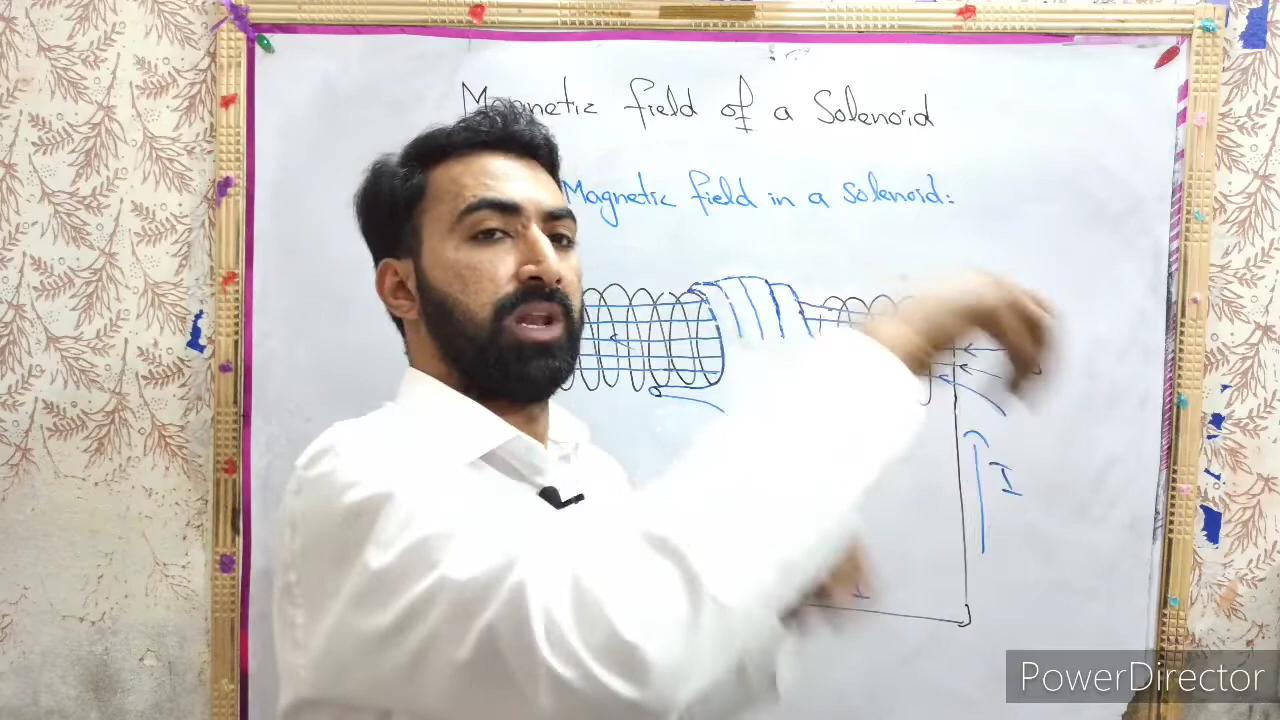 Magnetic field of a Solenoid
Magnetic field in a solenoid:
I
PowerDirector